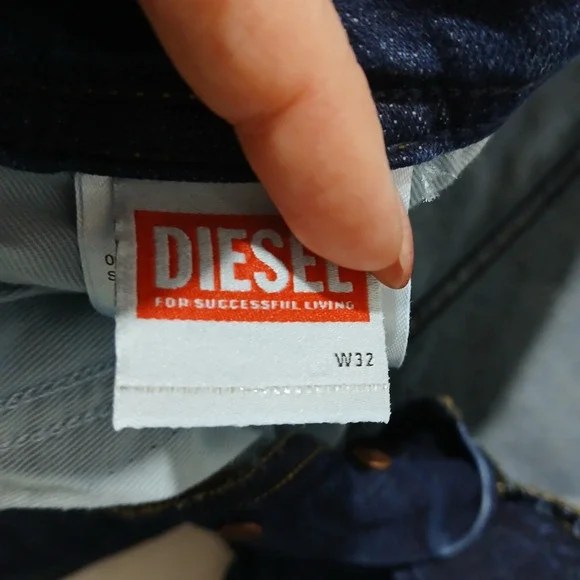 DIESEL
FOR SUCCESSFUL LIVING
W32